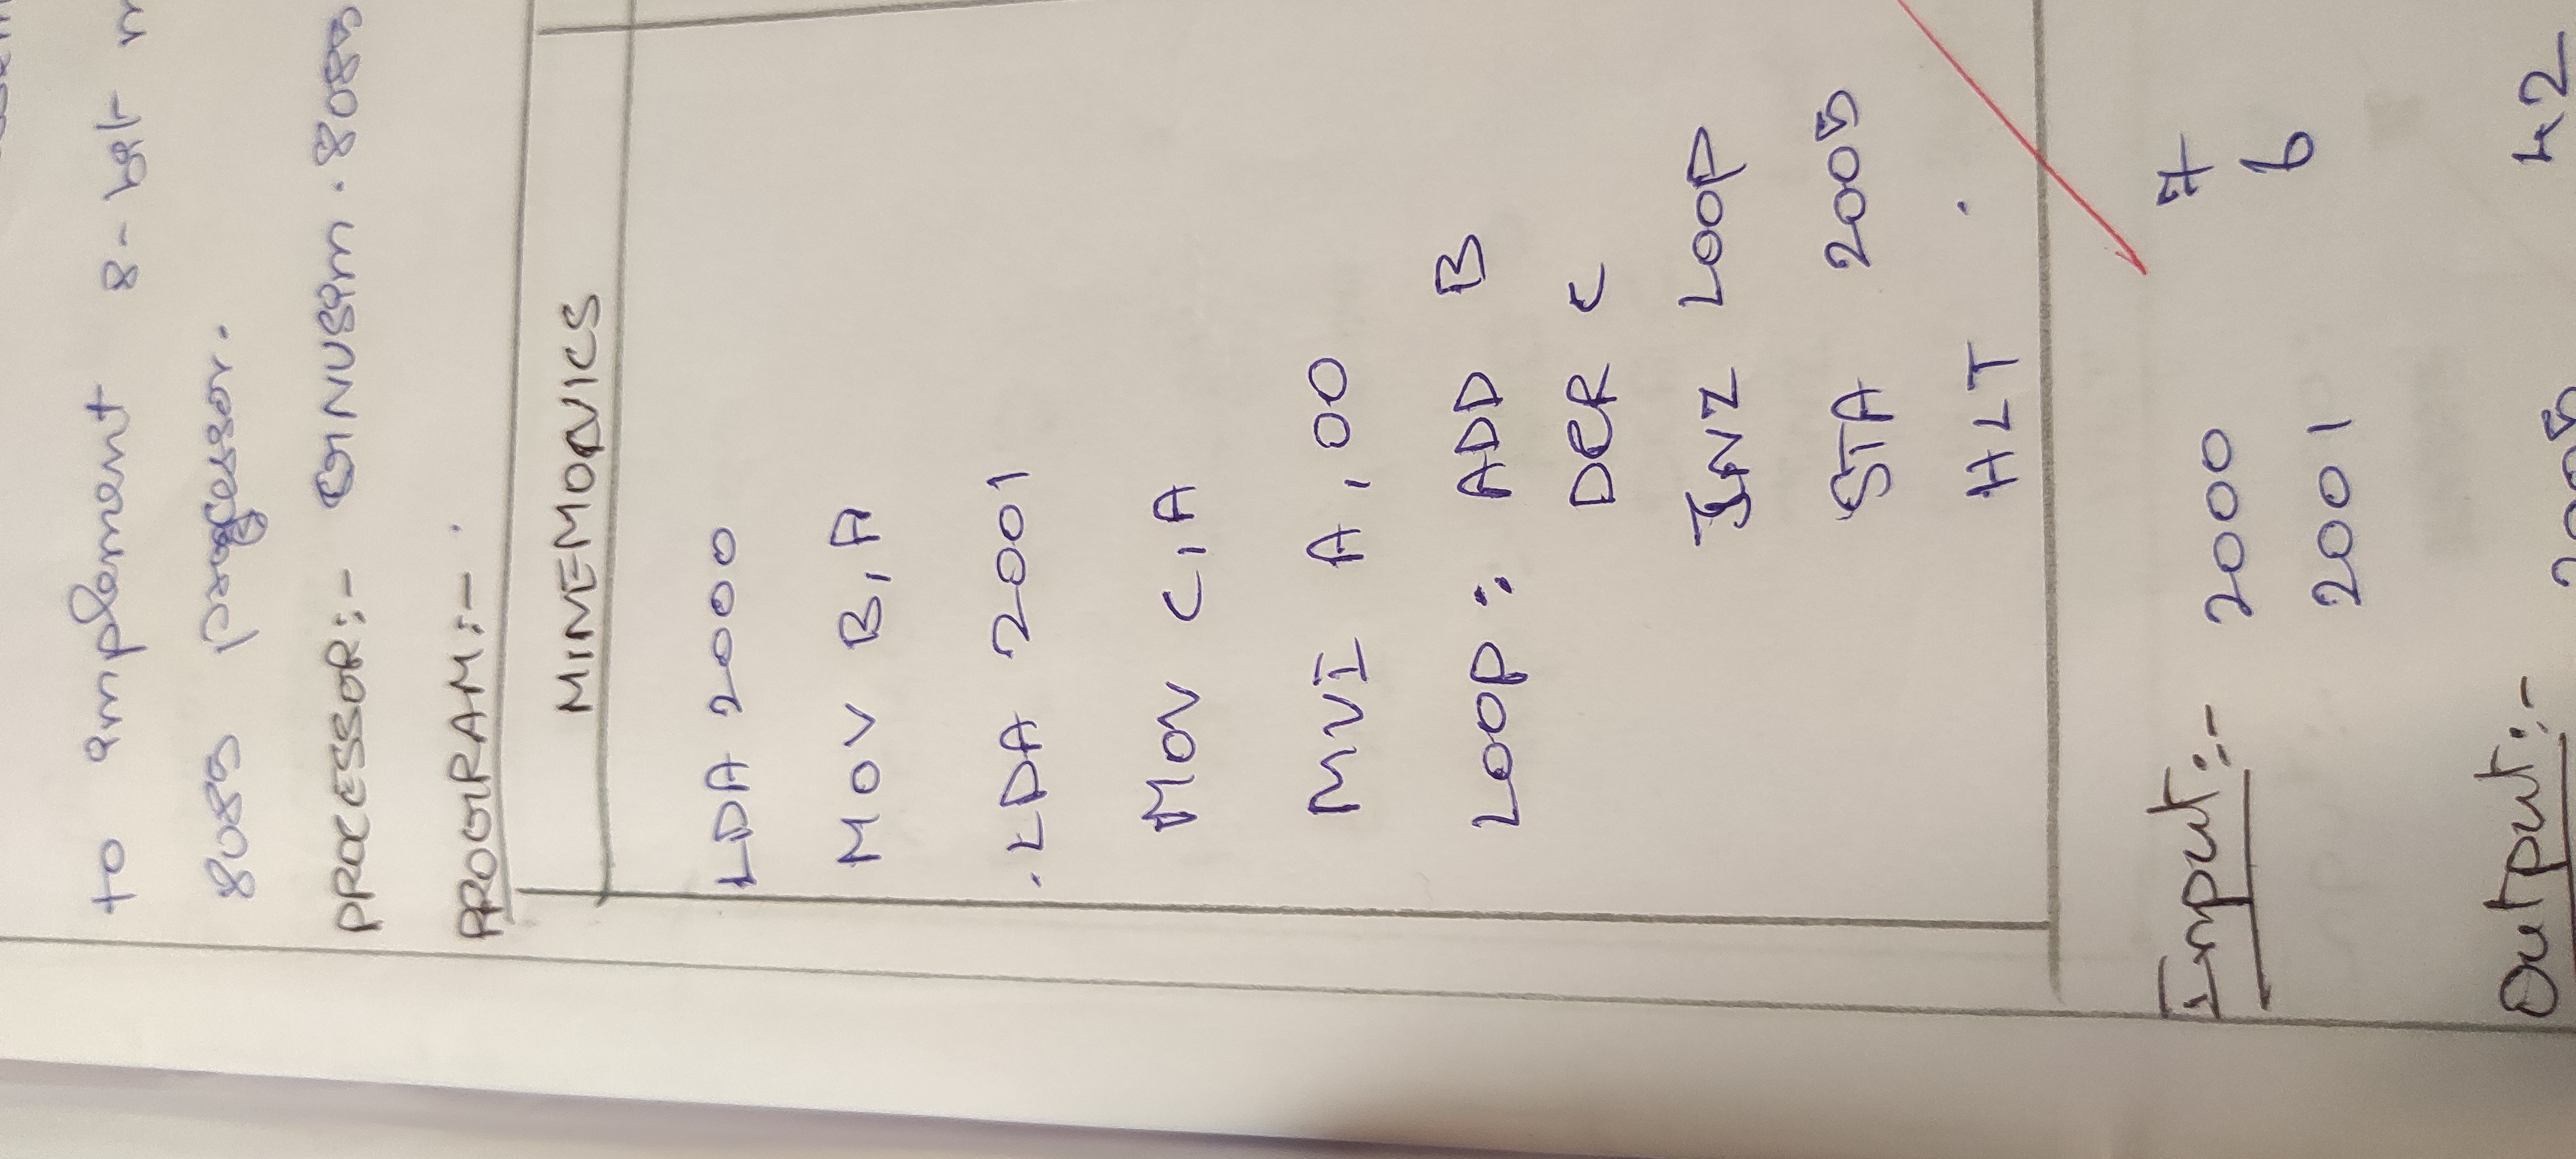 to implement 8-bit
8085 processor.
PROCESSOR:- GNUSim.8085
PROGRAM:-
MINEMONICS
LDA 2000
MOV B,A
LDA 2001
MOV C,A
MVI A,00
LOOP: ADD B
DCR C
JNZ LOOP
STA 2005
HLT
Input:- 2000 7
2001 6
Output:- 2005 42